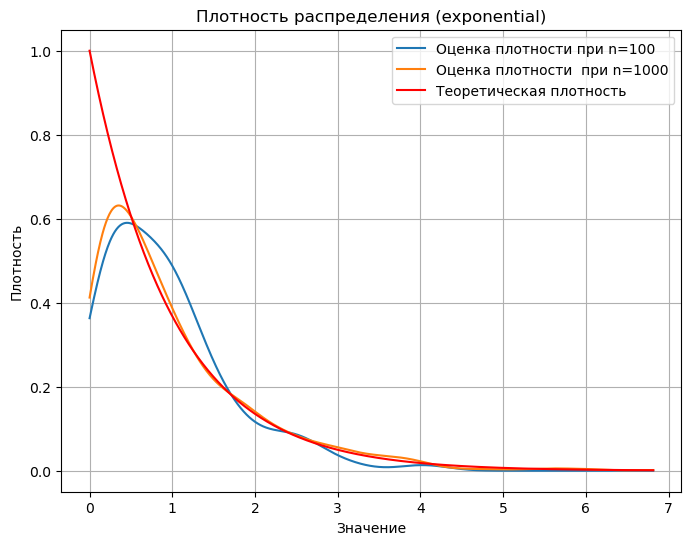 Плотность распределения (exponential)
Оценка плотности при n=100
Оценка плотности  при n=1000
Теоретическая плотность
Плотность
1.0
0.8
0.6
0.4
0.2
0.0
0 1 2 3 4 5 6 7
Значение